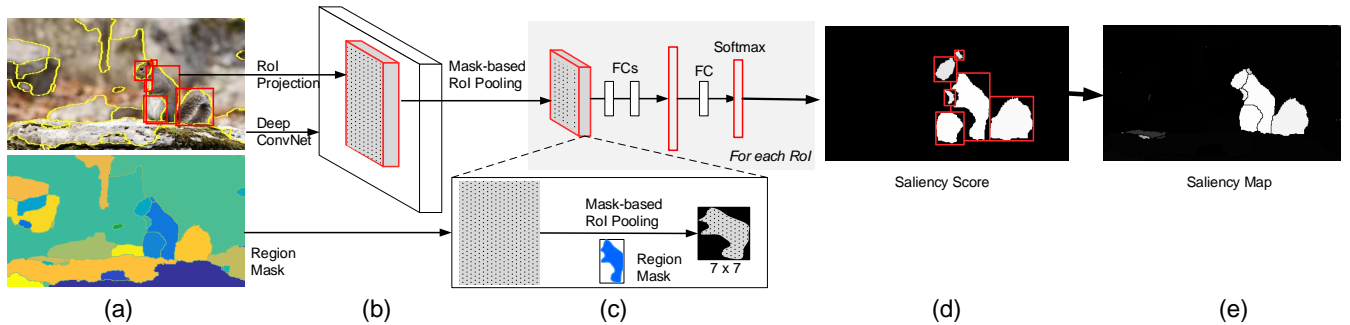 RoI
Projection
Deep
ConvNet
Region
Mask
Mask-based
RoI Pooling
FCs
FC
Softmax
For each RoI
Mask-based
RoI Pooling
Region
Mask
7 x 7
Saliency Score
Saliency Map
(a)
(b)
(c)
(d)
(e)